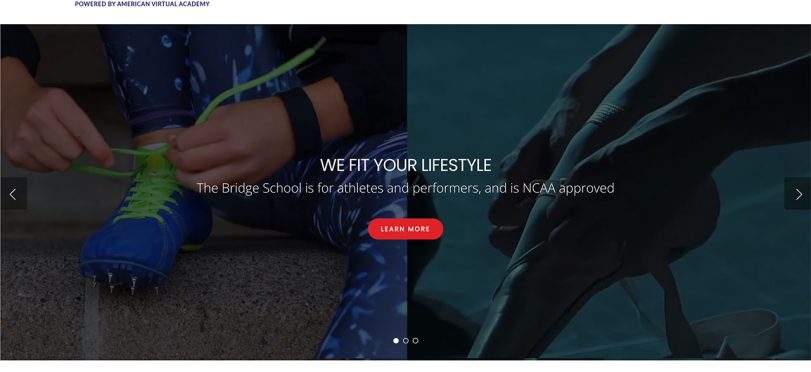 POWERED BY AMERICAN VIRTUAL ACADEMY
WE FIT YOUR LIFESTYLE
The Bridge School is for athletes and performers, and is NCAA approved
LEARN MORE